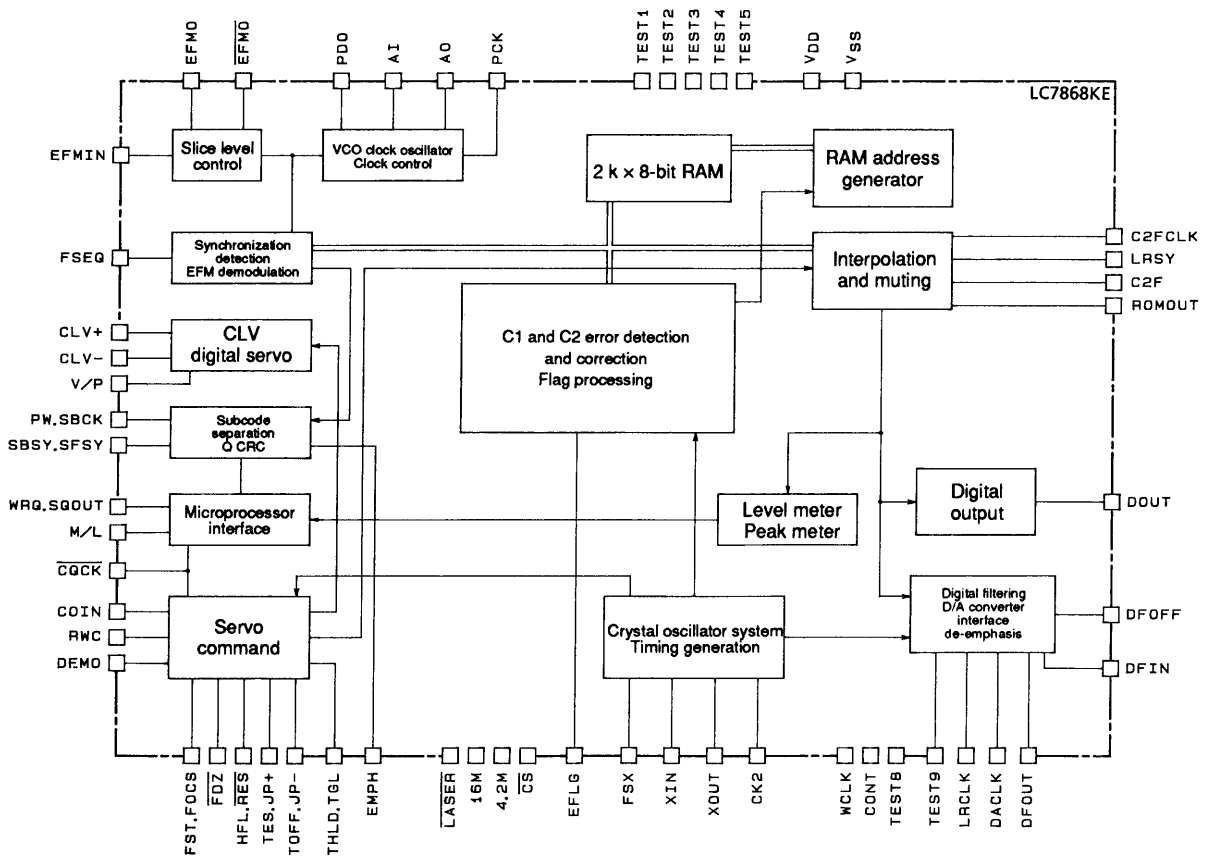 EFMO
EFMO
PDO
AI
AO
PCK
TEST1
TEST2
TEST3
TEST4
TEST5
VDD
VSS
LC7868KE
EFMIN
Slice level
control
VCO clock oscillator
Clock control
2 k × 8-bit RAM
RAM address
generator
FSEQ
Synchronization
detection
EFM demodulation
Interpolation
and muting
C2FCLK
LRSY
C2F
ROMOUT
CLV+
CLV-
V/P
CLV
digital servo
C1 and C2 error detection
and correction
Flag processing
PW.SBCK
SBSY.SFSY
Subcode
separation
Q CRC
WRQ.SQOUT
M/L
Microprocessor
interface
Level meter
Peak meter
Digital
output
DOUT
CQCK
COIN
RWC
DEMO
Servo
command
Crystal oscillator system
Timing generation
Digital filtering
D/A converter
interface
de-emphasis
DFOFF
DFIN
FST.FOCS
FDZ
HFL.RES
TES.JP+
TOFF.JP-
THLD.TGL
EMPH
LASER
16M
4.2M
CS
EFLG
FSX
XIN
XOUT
CK2
WCLK
CONT
TEST8
TEST9
LRCLK
DACLK
DFOUT